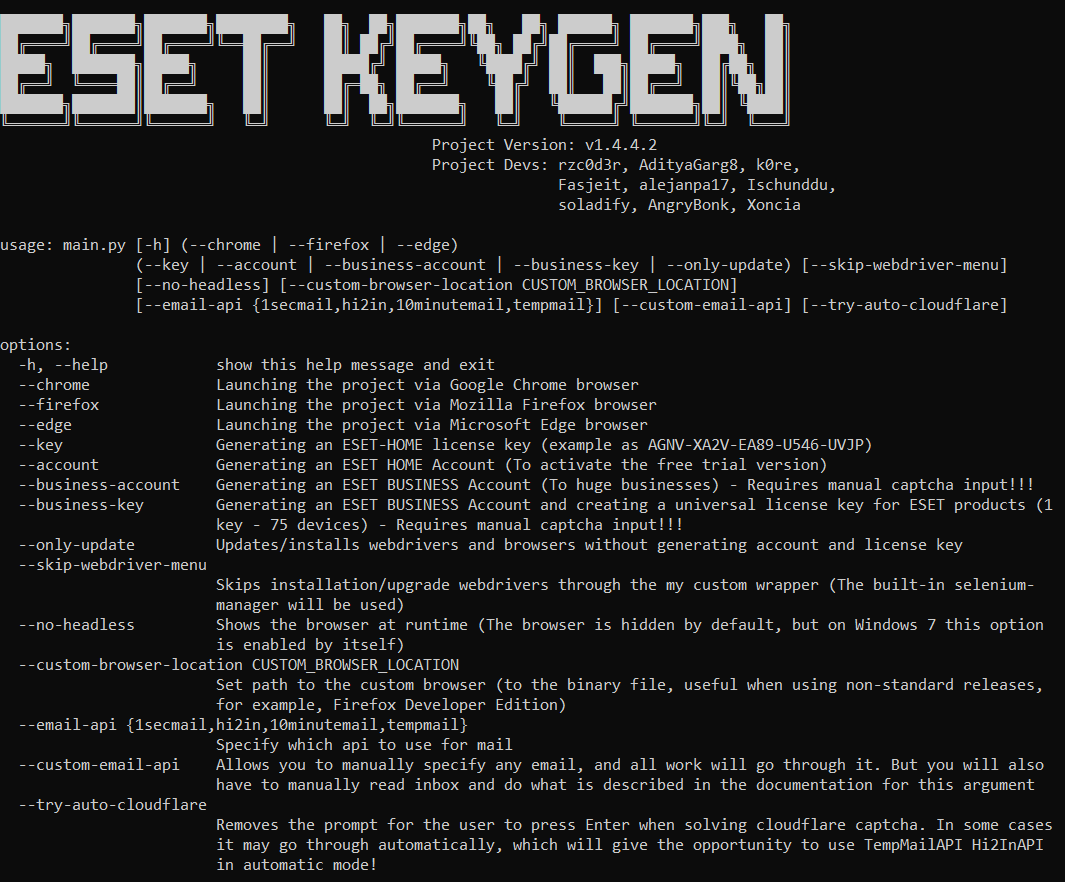 ESET KEYGEN
Project Version: v1.4.4.2
Project Devs: rzc0d3r, AdityaGarg8, k0re,
Fasjeit, alejanpa17, Ischunddu,
soladify, AngryBonk, Xoncia
usage: main.py [-h] (--chrome | --firefox | --edge)
(--key | --account | --business-account | --business-key | --only-update) [--skip-webdriver-menu]
[--no-headless] [--custom-browser-location CUSTOM_BROWSER_LOCATION]
[--email-api {1secmail,hi2in,10minutemail,tempmail}] [--custom-email-api] [--try-auto-cloudflare]
options:
-h, --help show this help message and exit
--chrome Launching the project via Google Chrome browser
--firefox Launching the project via Mozilla Firefox browser
--edge Launching the project via Microsoft Edge browser
--key Generating an ESET-HOME license key (example as AGNV-XA2V-EA89-U546-UVJP)
--account Generating an ESET HOME Account (To activate the free trial version)
--business-account Generating an ESET BUSINESS Account (To huge businesses) - Requires manual captcha input!!!
--business-key Generating an ESET BUSINESS Account and creating a universal license key for ESET products (1
key - 75 devices) - Requires manual captcha input!!!
--only-update Updates/installs webdrivers and browsers without generating account and license key
--skip-webdriver-menu
Skips installation/upgrade webdrivers through the my custom wrapper (The built-in selenium-
manager will be used)
--no-headless Shows the browser at runtime (The browser is hidden by default, but on Windows 7 this option
is enabled by itself)
--custom-browser-location CUSTOM_BROWSER_LOCATION
Set path to the custom browser (to the binary file, useful when using non-standard releases,
for example, Firefox Developer Edition)
--email-api {1secmail,hi2in,10minutemail,tempmail}
Specify which api to use for mail
--custom-email-api Allows you to manually specify any email, and all work will go through it. But you will also
have to manually read inbox and do what is described in the documentation for this argument
--try-auto-cloudflare
Removes the prompt for the user to press Enter when solving cloudflare captcha. In some cases
it may go through automatically, which will give the opportunity to use TempMailAPI Hi2InAPI
in automatic mode!